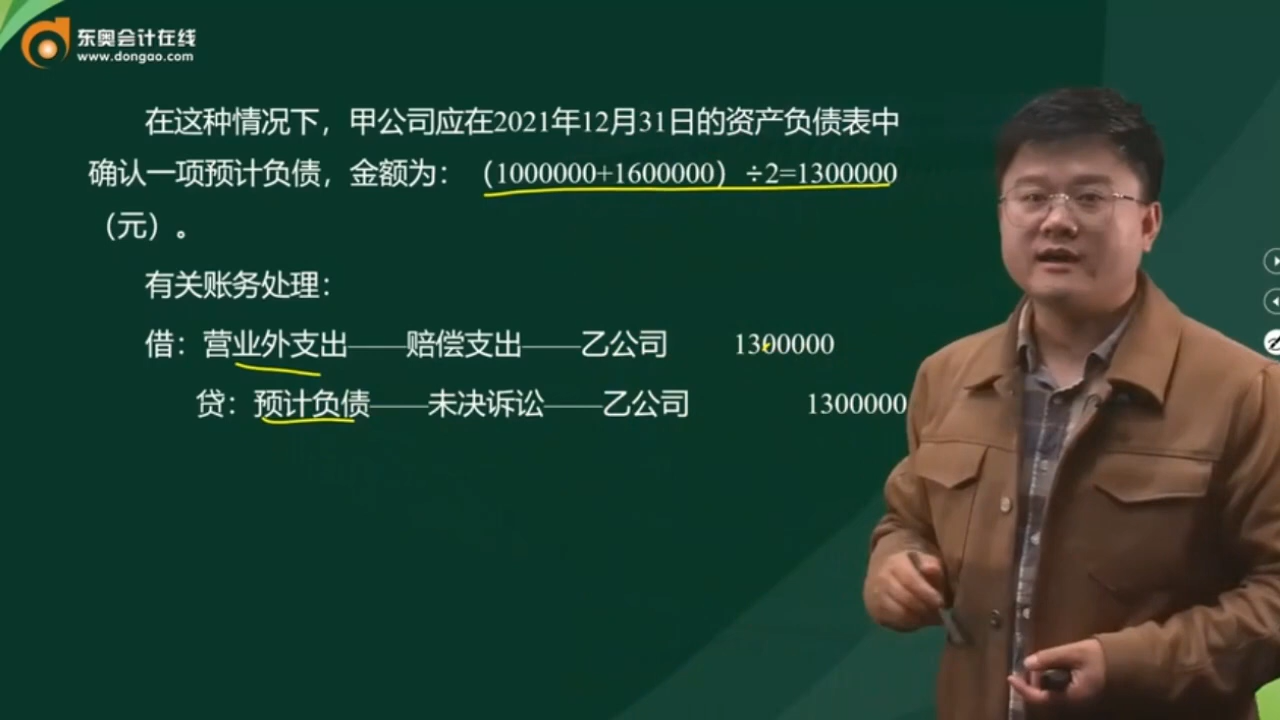 东奥会计在线
www.dongao.com
在这种情况下，甲公司应在2021年12月31日的资产负债表中
确认一项预计负债，金额为：（1000000+1600000）÷2=1300000
（元）。
有关账务处理：
借：营业外支出——赔偿支出——乙公司 1300000
贷：预计负债——未决诉讼——乙公司 1300000